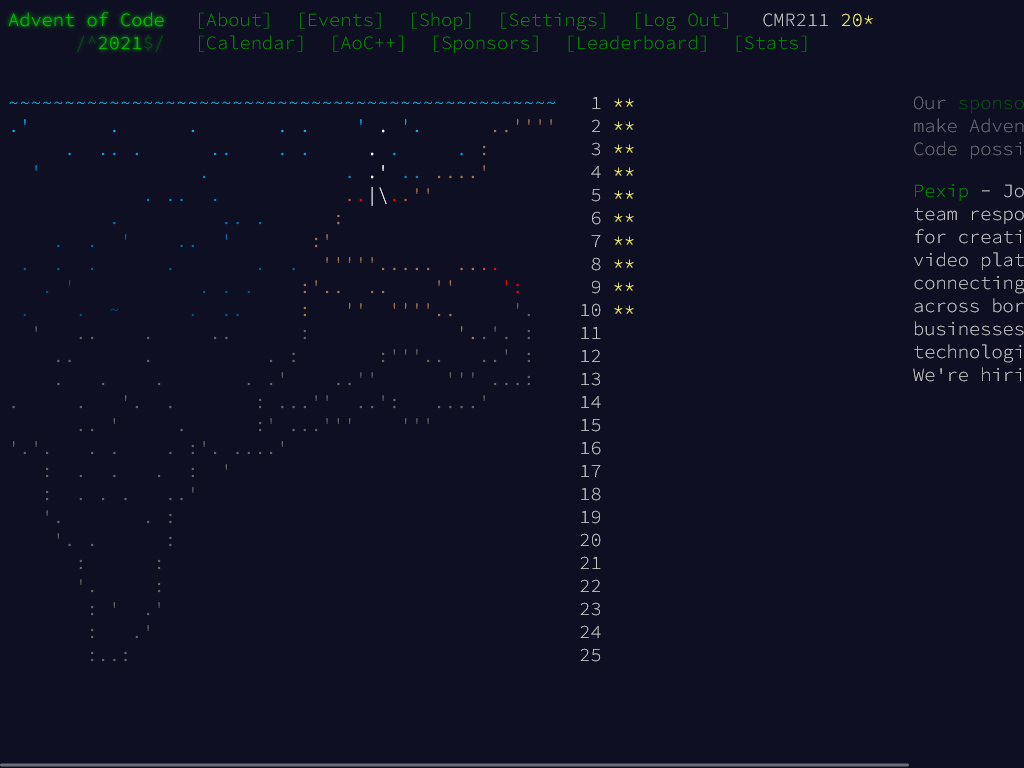 Advent of Code [About] [Events] [Shop] [Settings] [Log Out] CMR211 20*
/^2021$/ [Calendar] [AoC++] [Sponsors] [Leaderboard] [Stats]
1 **
2 **
3 **
4 **
5 **
6 **
7 **
8 **
9 **
10 **
11
12
13
14
15
16
17
18
19
20
21
22
23
24
25
Our sponso
make Adven
Code possi
Pexip - Jo
team respo
for creati
video plat
connecting
across bor
businesses
technologi
We're hiri